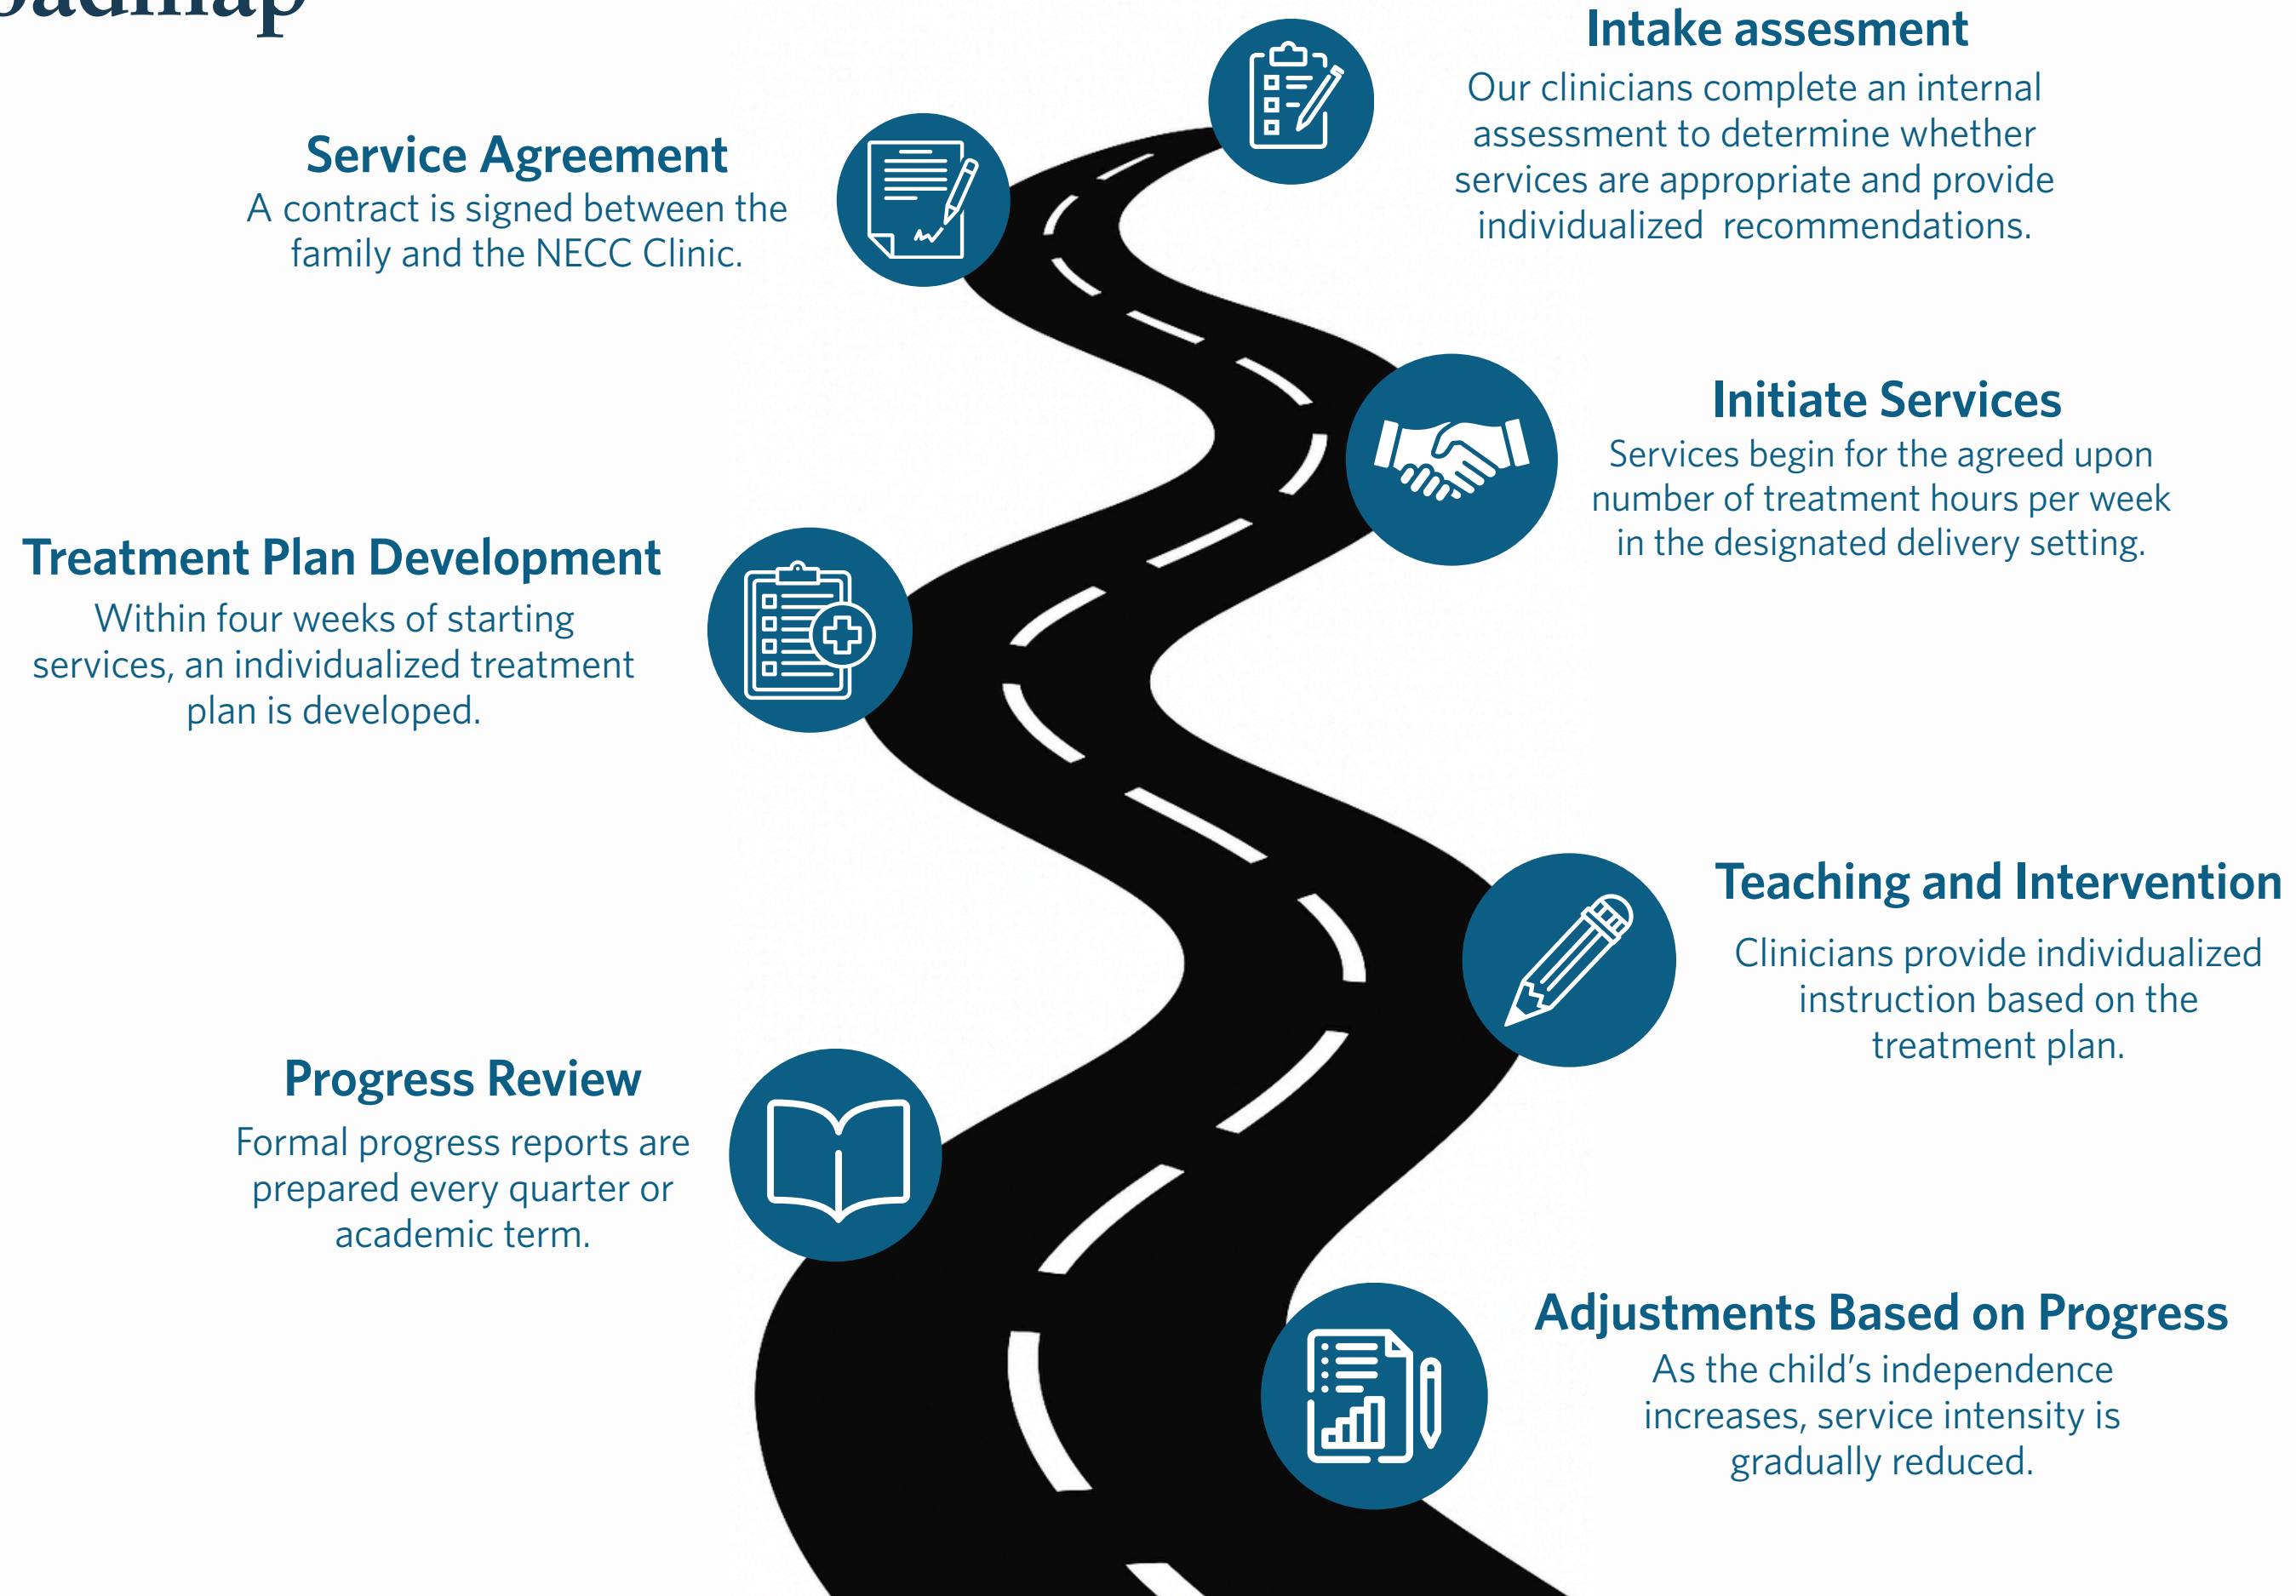 Intake assesment
Our clinicians complete an internal
assessment to determine whether
services are appropriate and provide
individualized recommendations.
Service Agreement
A contract is signed between the
family and the NECC Clinic.
Initiate Services
Services begin for the agreed upon
number of treatment hours per week
in the designated delivery setting.
Treatment Plan Development
Within four weeks of starting
services, an individualized treatment
plan is developed.
Teaching and Intervention
Clinicians provide individualized
instruction based on the
treatment plan.
Progress Review
Formal progress reports are
prepared every quarter or
academic term.
Adjustments Based on Progress
As the child's independence
increases, service intensity is
gradually reduced.